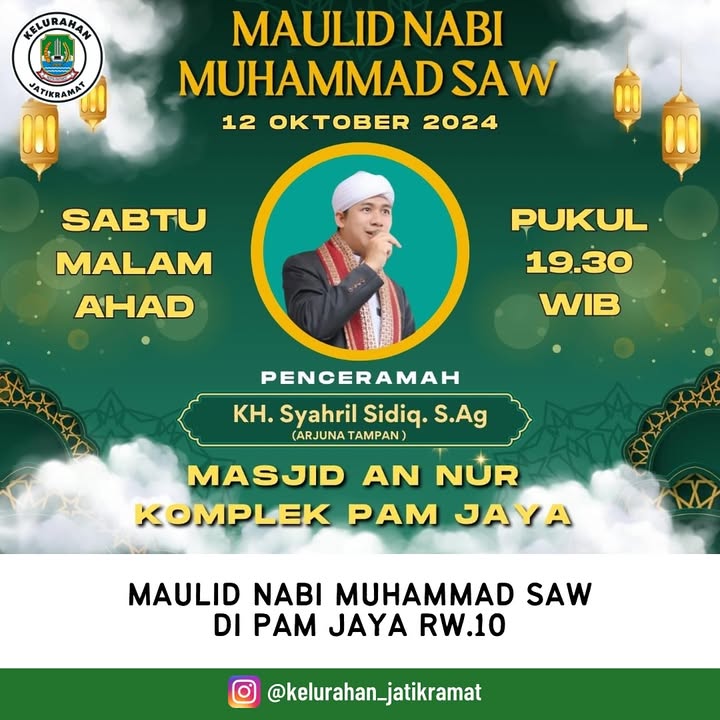 KELURAHAN
JATIKRAMAT
MAULID NABI
MUHAMMAD SAW
12 OKTOBER 2024
SABTU
MALAM
AHAD
PUKUL
19.30
WIB
PENCERAMAH
KH. Syahril Sidiq. S.Ag
(ARJUNA TAMPAN )
MASJID AN NUR
KOMPLEK PAM JAYA
MAULID NABI MUHAMMAD SAW
DI PAM JAYA RW.10
@kelurahan_jatikramat